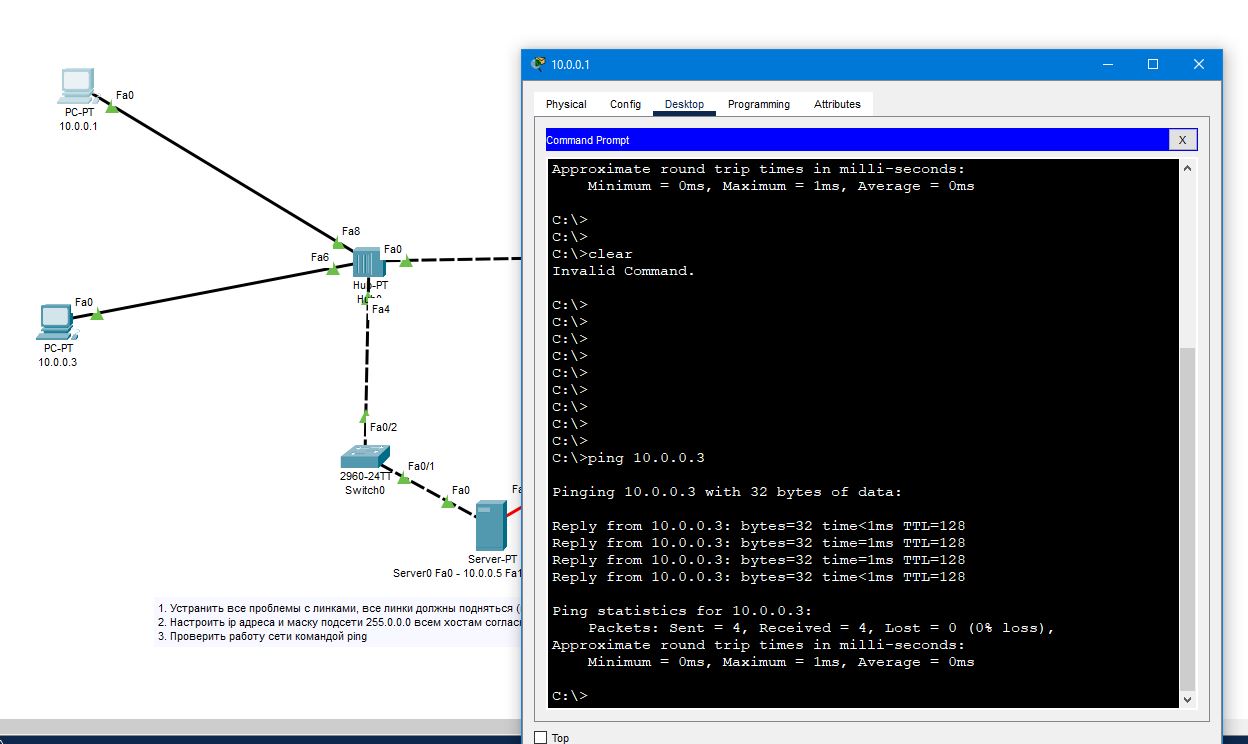 Fa0
PC-PT
10.0.0.1
Fa8
Fa6
Fa0
Hub-PT
Fa4
Fa0
PC-PT
10.0.0.3
Fa0/2
2960-24TT
Switch0
Fa0/1
Fa0
Server-PT
Server0 Fa0 - 10.0.0.5 Fa1
1. Устранить все проблемы с линками, все линки должны подняться (
2. Настроить ip адреса и маску подсети 255.0.0.0 всем хостам
3. Проверить работу сети командой ping
10.0.0.1
Physical Config Desktop Programming Attributes
Command Prompt X
Approximate round trip times in milli-seconds:
Minimum = 0ms, Maximum = 1ms, Average = 0ms
C:\>
C:\>
C:\>clear
Invalid Command.
C:\>
C:\>
C:\>
C:\>
C:\>
C:\>
C:\>
C:\>
C:\>
C:\>ping 10.0.0.3
Pinging 10.0.0.3 with 32 bytes of data:
Reply from 10.0.0.3: bytes=32 time<1ms TTL=128
Reply from 10.0.0.3: bytes=32 time=1ms TTL=128
Reply from 10.0.0.3: bytes=32 time=1ms TTL=128
Reply from 10.0.0.3: bytes=32 time<1ms TTL=128
Ping statistics for 10.0.0.3:
Packets: Sent = 4, Received = 4, Lost = 0 (0% loss),
Approximate round trip times in milli-seconds:
Minimum = 0ms, Maximum = 1ms, Average = 0ms
C:\>
Top